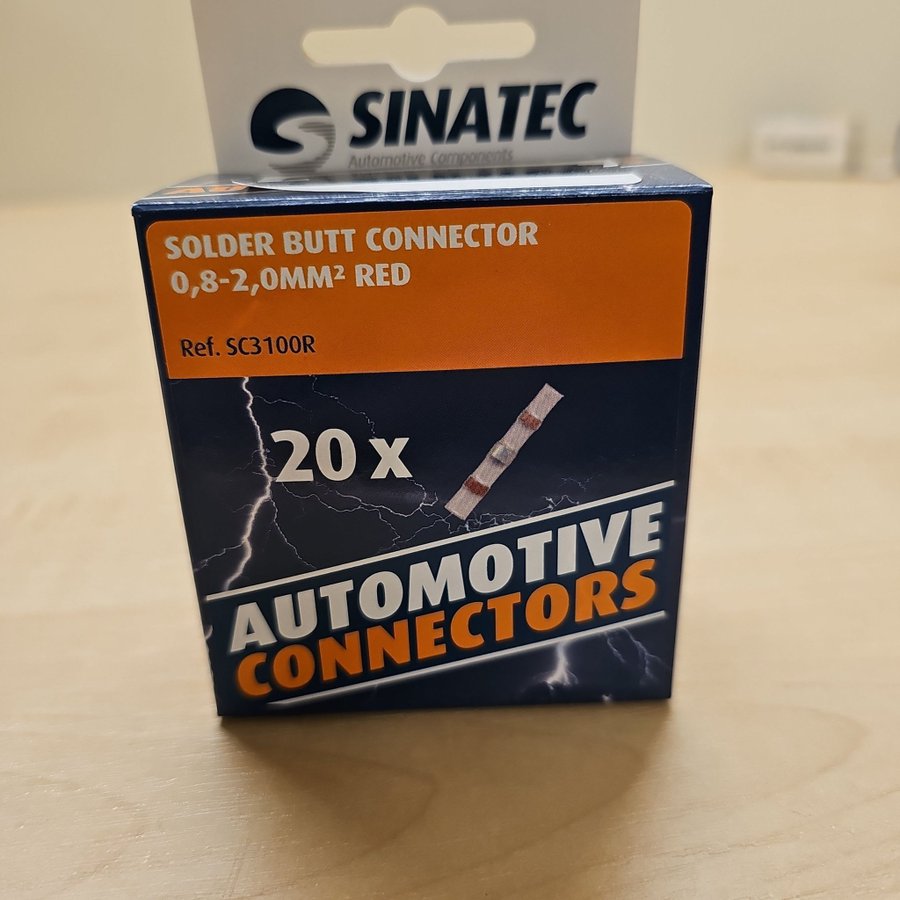 SINATEC
Automotive Components
SOLDER BUTT CONNECTOR
0,8-2,0MM² RED
Ref. SC3100R
20 x
AUTOMOTIVE
CONNECTORS